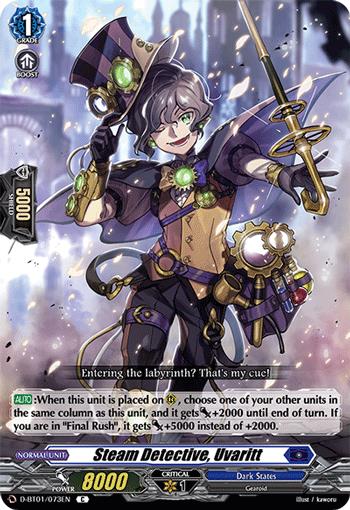 1
GRADE
BOOST
5000
SHIELD
Entering the labyrinth? That's my cue!
AUTO:When this unit is placed on R, choose one of your other units
in the same column as this unit, and it gets +2000 until end of turn. If
you are in "Final Rush", it gets +5000 instead of +2000.
NORMAL UNIT
Steam Detective, Uvaritt
POWER 8000
CRITICAL
1
Dark States
Gearoid
D-BT01/073EN C
illust / kaworu